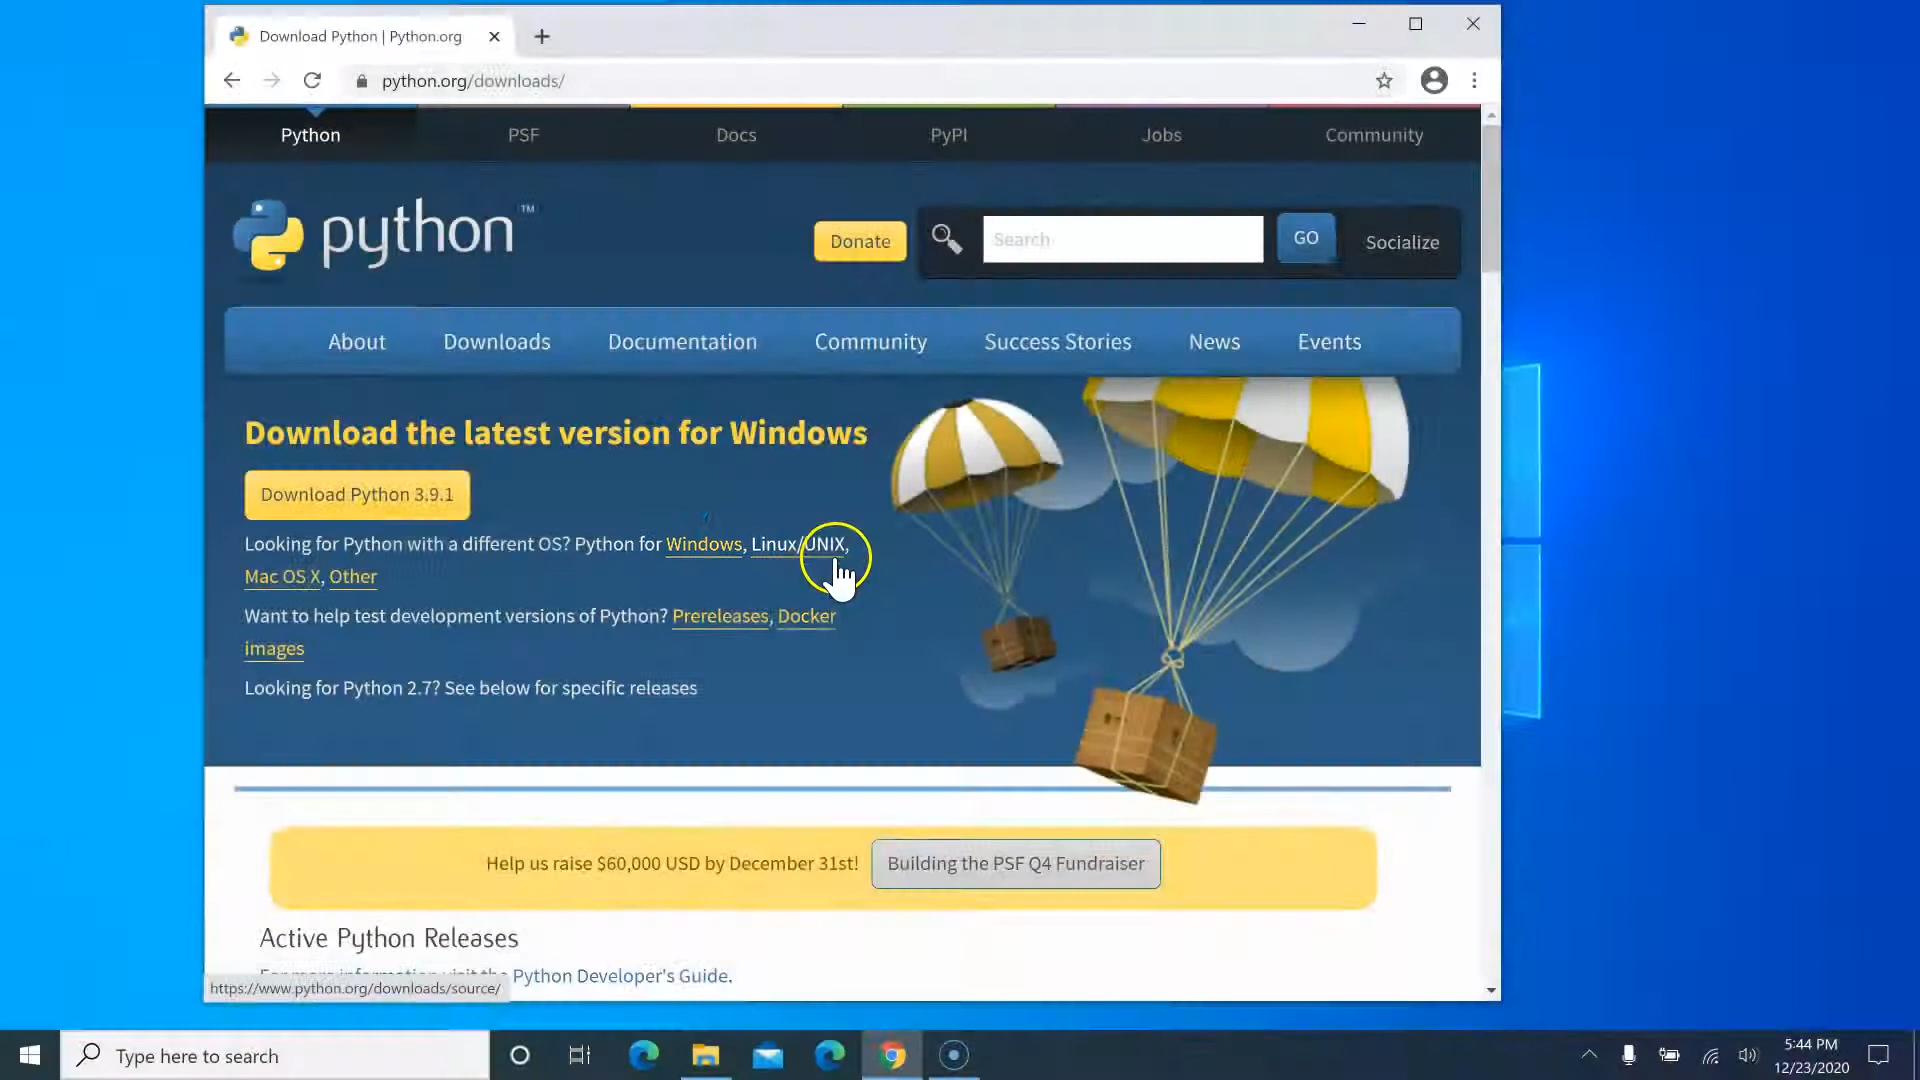 Download Python | Python.org
python.org/downloads/
Python PSF Docs PyPI Jobs Community
python™
Donate Search GO Socialize
About Downloads Documentation Community Success Stories News Events
Download the latest version for Windows
Download Python 3.9.1
Looking for Python with a different OS? Python for Windows, Linux/UNIX,
Mac OS X, Other
Want to help test development versions of Python? Prereleases, Docker
images
Looking for Python 2.7? See below for specific releases
Help us raise $60,000 USD by December 31st! Building the PSF Q4 Fundraiser
Active Python Releases
For more information visit the Python Developer's Guide.
https://www.python.org/downloads/source/
Type here to search
5:44 PM
12/23/2020